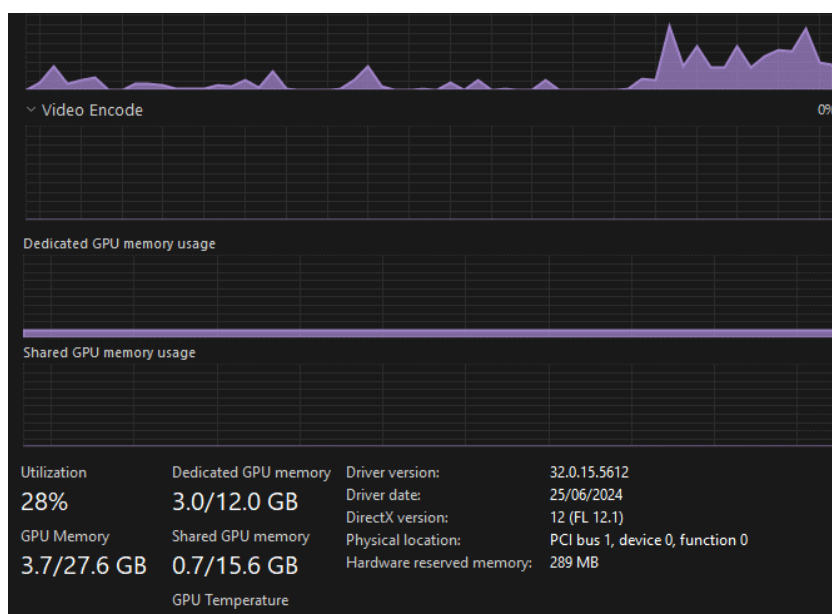 Video Encode 0%
Dedicated GPU memory usage
Shared GPU memory usage
Utilization
28%
Dedicated GPU memory
3.0/12.0 GB
GPU Memory
3.7/27.6 GB
Shared GPU memory
0.7/15.6 GB
GPU Temperature
Driver version: 32.0.15.5612
Driver date: 25/06/2024
DirectX version: 12 (FL 12.1)
Physical location: PCI bus 1, device 0, function 0
Hardware reserved memory: 289 MB